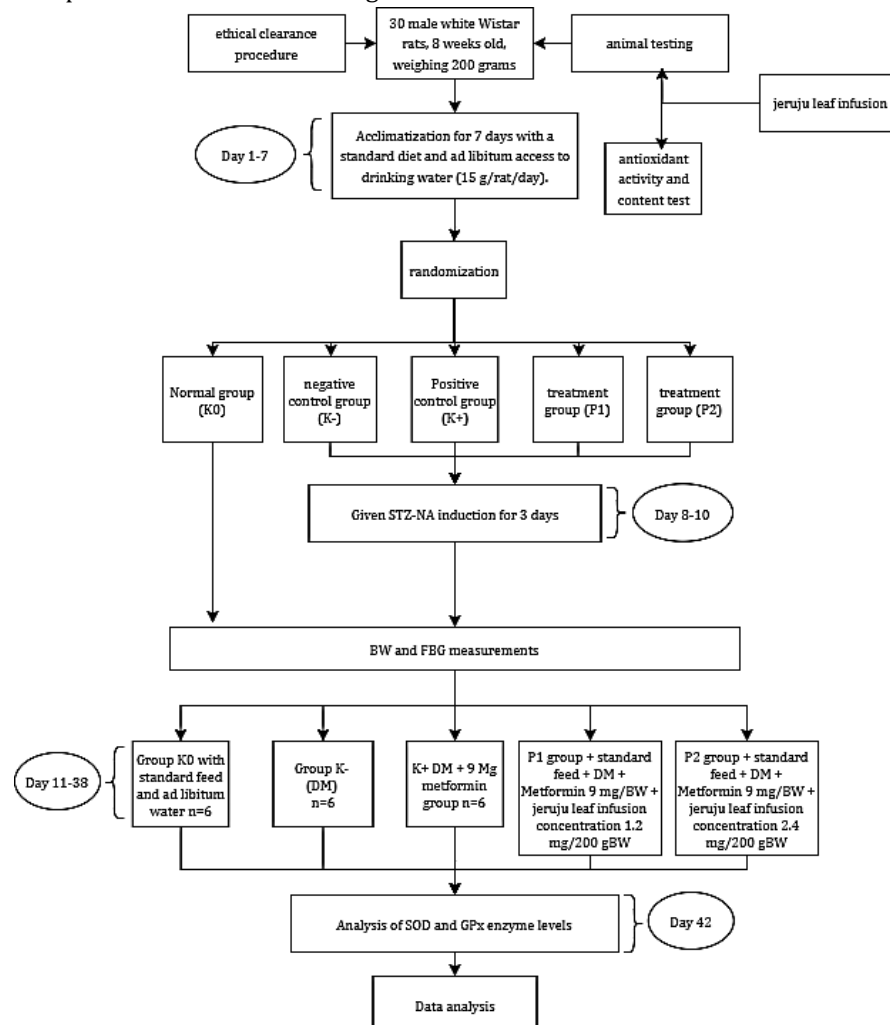 ethical clearance
procedure
30 male white Wistar
rats, 8 weeks old,
weighing 200 grams
animal testing
jeruju leaf infusion
Day 1-7
Acclimatization for 7 days with a
standard diet and ad libitum access to
drinking water (15 g/rat/day).
antioxidant
activity and
content test
randomization
Normal group
(K0)
negative
control group
(K-)
Positive
control group
(K+)
treatment
group (P1)
treatment
group (P2)
Given STZ-NA induction for 3 days
Day 8-10
BW and FBG measurements
Day 11-38
Group K0 with
standard feed
and ad libitum
water n=6
Group K-
(DM)
n=6
K+ DM + 9 Mg
metformin
group n=6
P1 group + standard
feed + DM +
Metformin 9 mg/BW +
jeruju leaf infusion
concentration 1.2
mg/200 gBW
P2 group + standard
feed + DM +
Metformin 9 mg/BW +
jeruju leaf infusion
concentration 2.4
mg/200 gBW
Analysis of SOD and GPx enzyme levels
Day 42
Data analysis